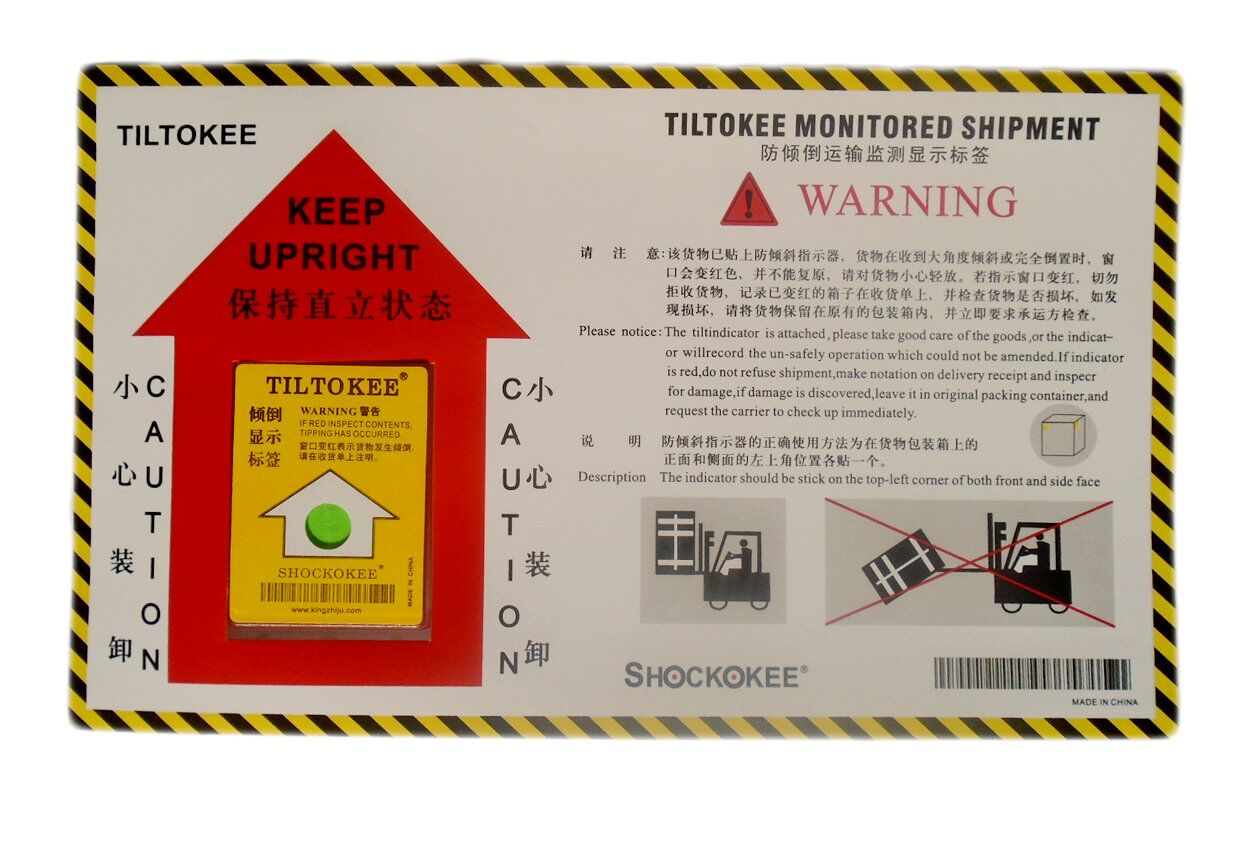 TILTOKEE
KEEP
UPRIGHT
保持直立状态
小心装卸
CAUTION
TILTOKEE®
倾倒
显示
标签
WARNING 警告
IF RED INSPECT CONTENTS,
TIPPING HAS OCCURRED.
窗口变红表示货物发生倾倒,
请在收货单上注明。
SHOCKOKEE®
www.kingzhiju.com
MADE IN CHINA
CAUTION
小心装卸
TILTOKEE MONITORED SHIPMENT
防倾倒运输监测显示标签
! WARNING
请 注 意:该货物已贴上防倾斜指示器，货物在收到大角度倾斜或完全倒置时，窗
口会变红色，并不能复原，请对货物小心轻放。若指示窗口变红，切勿
拒收货物，记录已变红的箱子在收货单上，并检查货物是否损坏，如发
现损坏，请将货物保留在原有的包装箱内，并立即要求承运方检查。
Please notice:The tiltindicator is attached,please take good care of the goods,or the indicat-
or willrecord the un-safely operation which could not be amended.If indicator
is red,do not refuse shipment,make notation on delivery receipt and inspecr
for damage,if damage is discovered,leave it in original packing container,and
request the carrier to check up immediately.
说 明 防倾斜指示器的正确使用方法为在货物包装箱上的
正面和侧面的左上角位置各贴一个。
Description The indicator should be stick on the top-left corner of both front and side face
SHOCKOKEE®
MADE IN CHINA